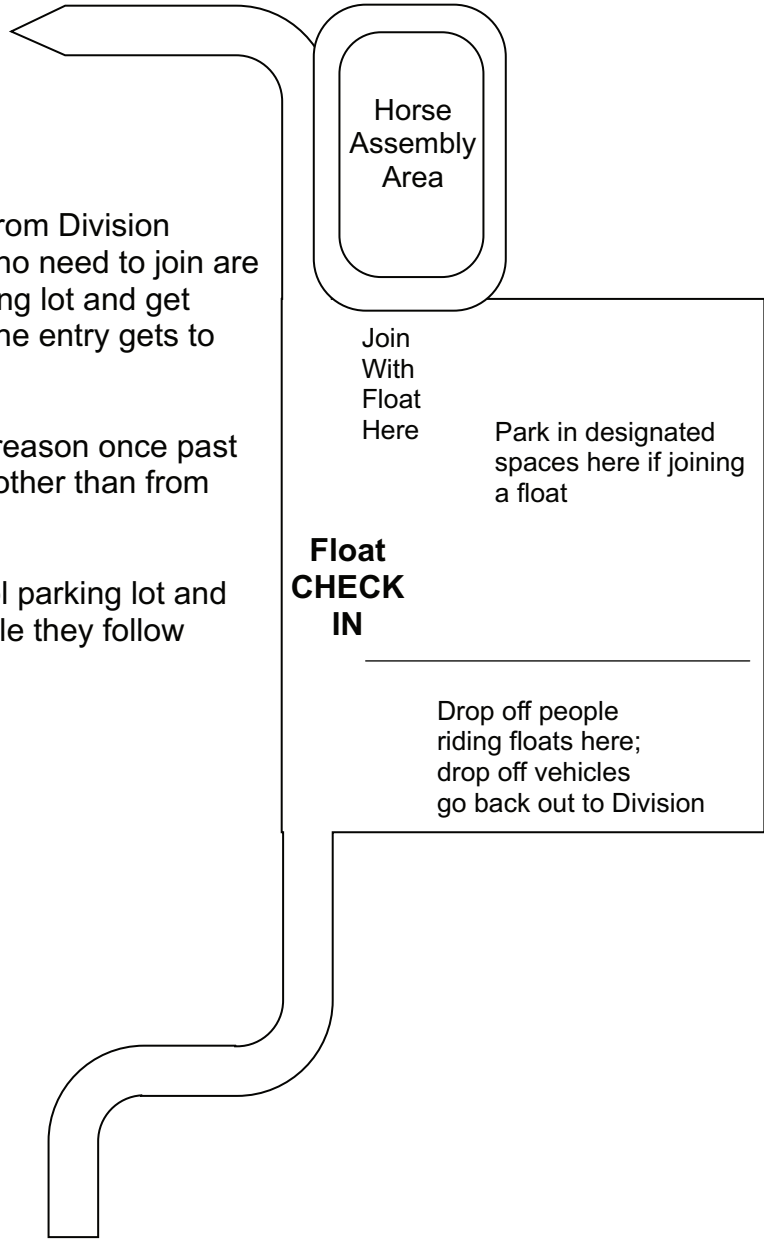 Horse
Assembly
Area
rom Division
no need to join are
ng lot and get
ne entry gets to
reason once past
other than from
l parking lot and
le they follow
Join
With
Float
Here
Park in designated
spaces here if joining
a float
Float
CHECK
IN
Drop off people
riding floats here;
drop off vehicles
go back out to Division